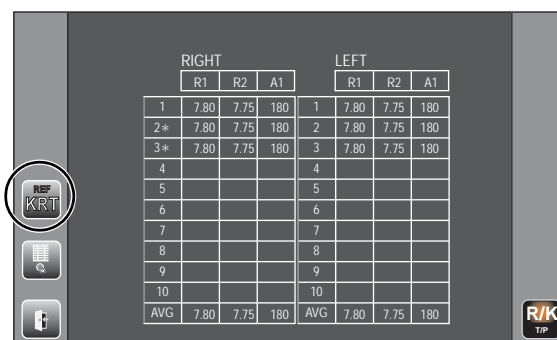 RIGHT LEFT
R1 R2 A1 R1 R2 A1
1 7.80 7.75 180 1 7.80 7.75 180
2* 7.80 7.75 180 2 7.80 7.75 180
3* 7.80 7.75 180 3 7.80 7.75 180
4 4
5 5
REF
KRT
6 6
7 7
8 8
9 9
10 10
AVG 7.80 7.75 180 AVG 7.80 7.75 180
R/K
T/P